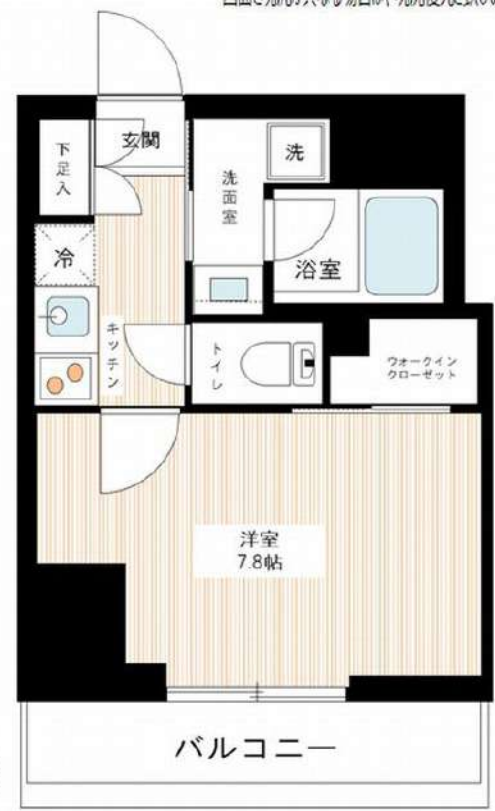 玄関
下足入
洗面室
洗
冷
浴室
キッチン
トイレ
ウォークイン
クローゼット
洋室
7.8帖
バルコニー